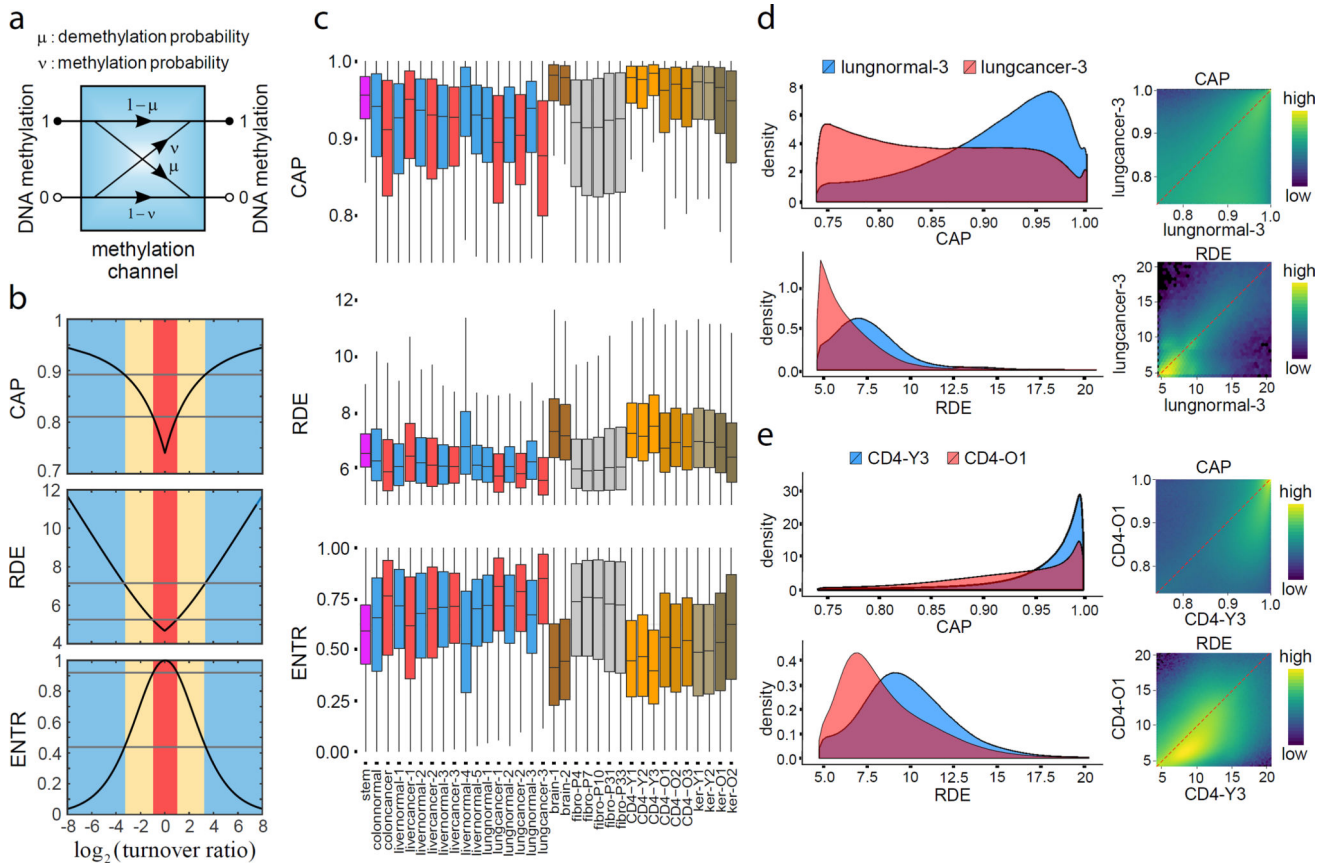 a
μ : demethylation probability
ν : methylation probability
1−μ
1
1
ν
μ
0
0
1−ν
DNA methylation
DNA methylation
methylation
channel
b
1
0.9
0.8
0.7
CAP
12
10
8
6
4
RDE
1
0.8
0.6
0.4
0.2
0
ENTR
-8 -6 -4 -2 0 2 4 6 8
log2(turnover ratio)
c
1.0
0.9
0.8
CAP
12
10
8
6
RDE
1.00
0.75
0.50
0.25
0.00
ENTR
stem
colonnormal
coloncancer
livernormal-1
livercancer-1
livernormal-2
livercancer-2
livernormal-3
livercancer-3
livernormal-4
livernormal-5
lungnormal-1
lungcancer-1
lungnormal-2
lungcancer-2
lungnormal-3
lungcancer-3
brain-1
brain-2
fibro-P4
fibro-P7
fibro-P10
fibro-P31
fibro-P33
CD4-Y1
CD4-Y2
CD4-Y3
CD4-O1
CD4-O2
CD4-O3
ker-Y1
ker-Y2
ker-O1
ker-O2
d
lungnormal-3 lungcancer-3
8
6
4
2
0
density
0.75 0.80 0.85 0.90 0.95 1.00
CAP
CAP
1.0
0.9
0.8
lungcancer-3
0.8 0.9 1.0
lungnormal-3
high
low
1.0
0.5
0.0
density
5.0 7.5 10 12.5 15 17.5 20
RDE
RDE
20
15
10
5
lungcancer-3
5 10 15 20
lungnormal-3
high
low
e
CD4-Y3 CD4-O1
30
20
10
0
density
0.75 0.80 0.85 0.90 0.95 1.00
CAP
CAP
1.0
0.9
0.8
CD4-O1
0.8 0.9 1.0
CD4-Y3
high
low
0.4
0.3
0.2
0.1
0.0
density
5.0 7.5 10 12.5 15 17.5 20
RDE
RDE
20
15
10
5
CD4-O1
5 10 15 20
CD4-Y3
high
low